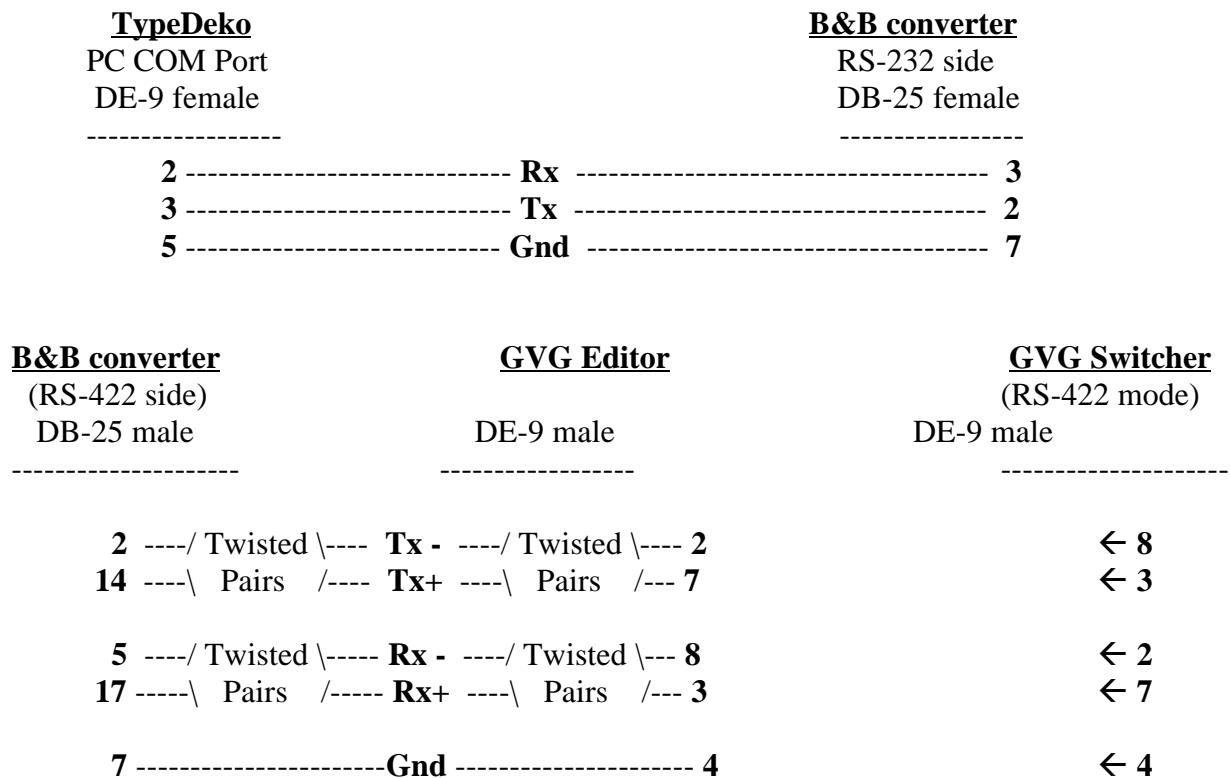 TypeDeko B&B converter
PC COM Port RS-232 side
DE-9 female DB-25 female
------------------ -----------------
2 ------------------------------ Rx -------------------------------------- 3
3 ------------------------------ Tx -------------------------------------- 2
5 ----------------------------- Gnd ------------------------------------- 7
B&B converter GVG Editor GVG Switcher
(RS-422 side) (RS-422 mode)
DB-25 male DE-9 male DE-9 male
--------------------- ------------------ ---------------------
2 ----/ Twisted \---- Tx - ----/ Twisted \---- 2 ← 8
14 ----\ Pairs /---- Tx+ ----\ Pairs /--- 7 ← 3
5 ----/ Twisted \----- Rx - ----/ Twisted \--- 8 ← 2
17 -----\ Pairs /----- Rx+ ----\ Pairs /--- 3 ← 7
7 -----------------------Gnd ---------------------- 4 ← 4